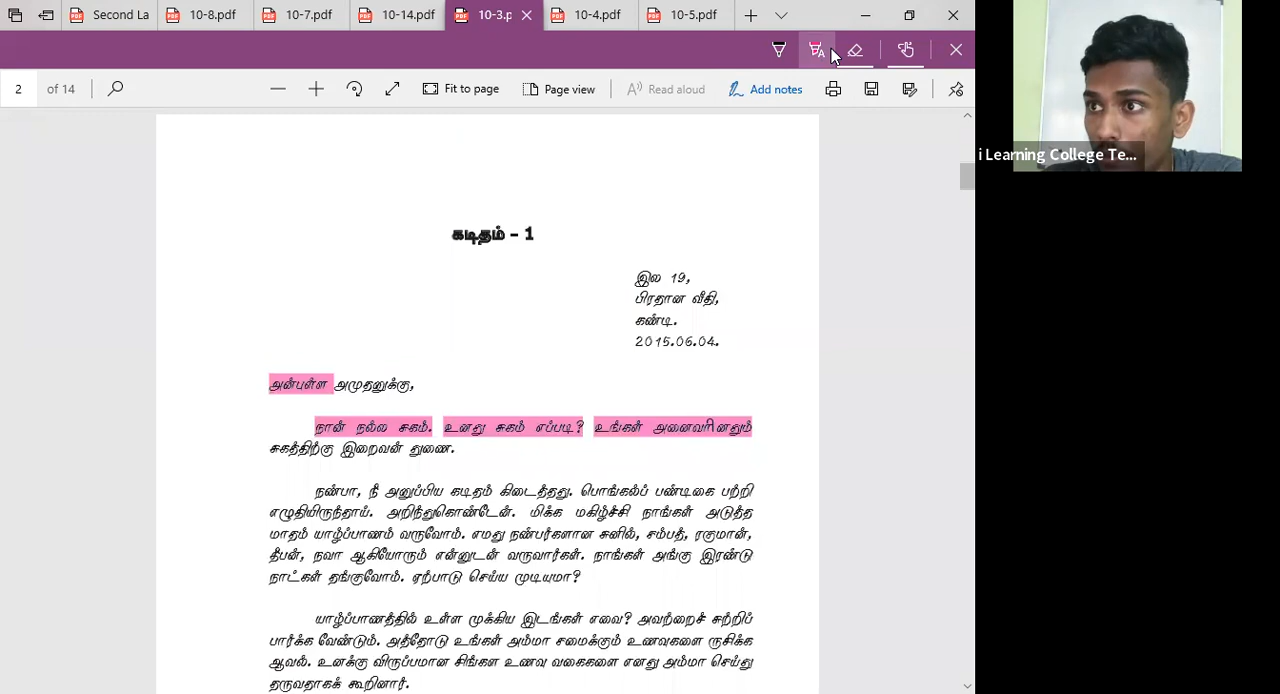 Second La
10-8.pdf
10-7.pdf
10-14.pdf
10-3.p
10-4.pdf
10-5.pdf
2 of 14
Fit to page
Page view
Read aloud
Add notes
i Learning College Te...
கடிதம் - 1
இல 19,
பிரதான வீதி,
கண்டி.
2015.06.04.
அன்புள்ள அமுதனுக்கு,
நான் நல்ல சுகம். உனது சுகம் எப்படி? உங்கள் அனைவரினதும்
சுகத்திற்கு இறைவன் துணை.
நண்பா, நீ அனுப்பிய கடிதம் கிடைத்தது. பொங்கல்ப் பண்டிகை பற்றி
எழுதியிருந்தாய். அறிந்துகொண்டேன். மிக்க மகிழ்ச்சி நாங்கள் அடுத்த
மாதம் யாழ்ப்பாணம் வருவோம். எமது நண்பர்களான சுனில், சம்பத், ரகுமான்,
தீபன், நவா ஆகியோரும் என்னுடன் வருவார்கள். நாங்கள் அங்கு இரண்டு
நாட்கள் தங்குவோம். ஏற்பாடு செய்ய முடியுமா?
யாழ்ப்பாணத்தில் உள்ள முக்கிய இடங்கள் எவை? அவற்றைச் சுற்றிப்
பார்க்க வேண்டும். அத்தோடு உங்கள் அம்மா சமைக்கும் உணவுகளை ருசிக்க
ஆவல். உனக்கு விருப்பமான சிங்கள உணவு வகைகளை எனது அம்மா செய்து
தருவதாகக் கூறினார்.